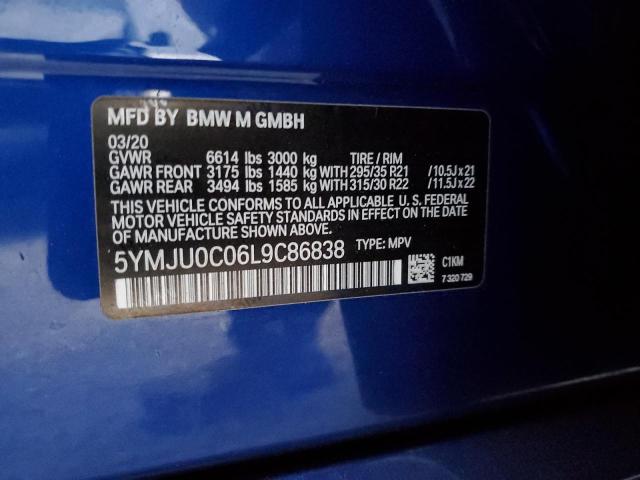 MFD BY BMW M GMBH
03/20
GVWR 6614 lbs 3000 kg TIRE / RIM
GAWR FRONT 3175 lbs 1440 kg WITH 295/35 R21 /10.5J x 21
GAWR REAR 3494 lbs 1585 kg WITH 315/30 R22 /11.5J x 22
THIS VEHICLE CONFORMS TO ALL APPLICABLE U. S. FEDERAL
MOTOR VEHICLE SAFETY STANDARDS IN EFFECT ON THE DATE OF
MANUFACTURE SHOWN ABOVE.
5YMJU0C06L9C86838 TYPE: MPV
C1KM
7 320 729